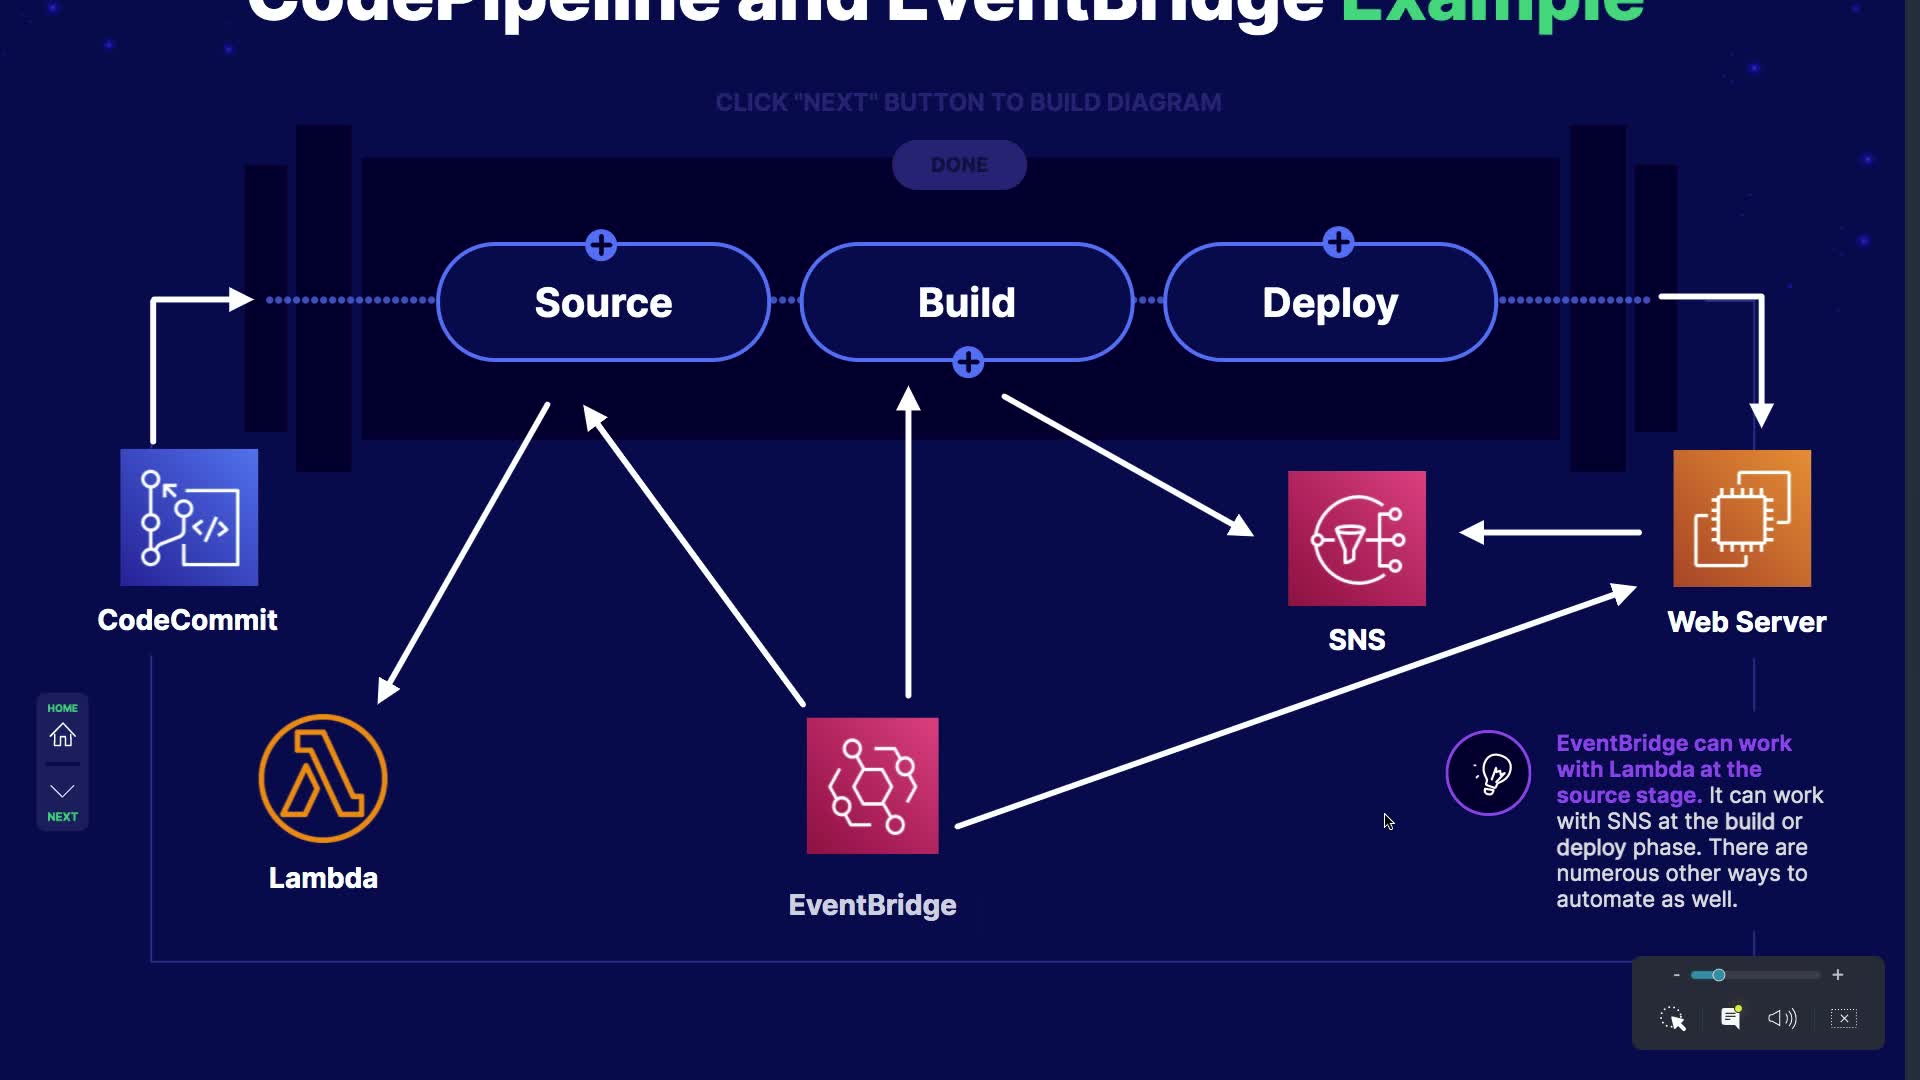 CodePipeline and EventBridge Example
CLICK "NEXT" BUTTON TO BUILD DIAGRAM
DONE
Source
Build
Deploy
CodeCommit
SNS
Web Server
HOME
NEXT
Lambda
EventBridge
EventBridge can work
with Lambda at the
source stage. It can work
with SNS at the build or
deploy phase. There are
numerous other ways to
automate as well.